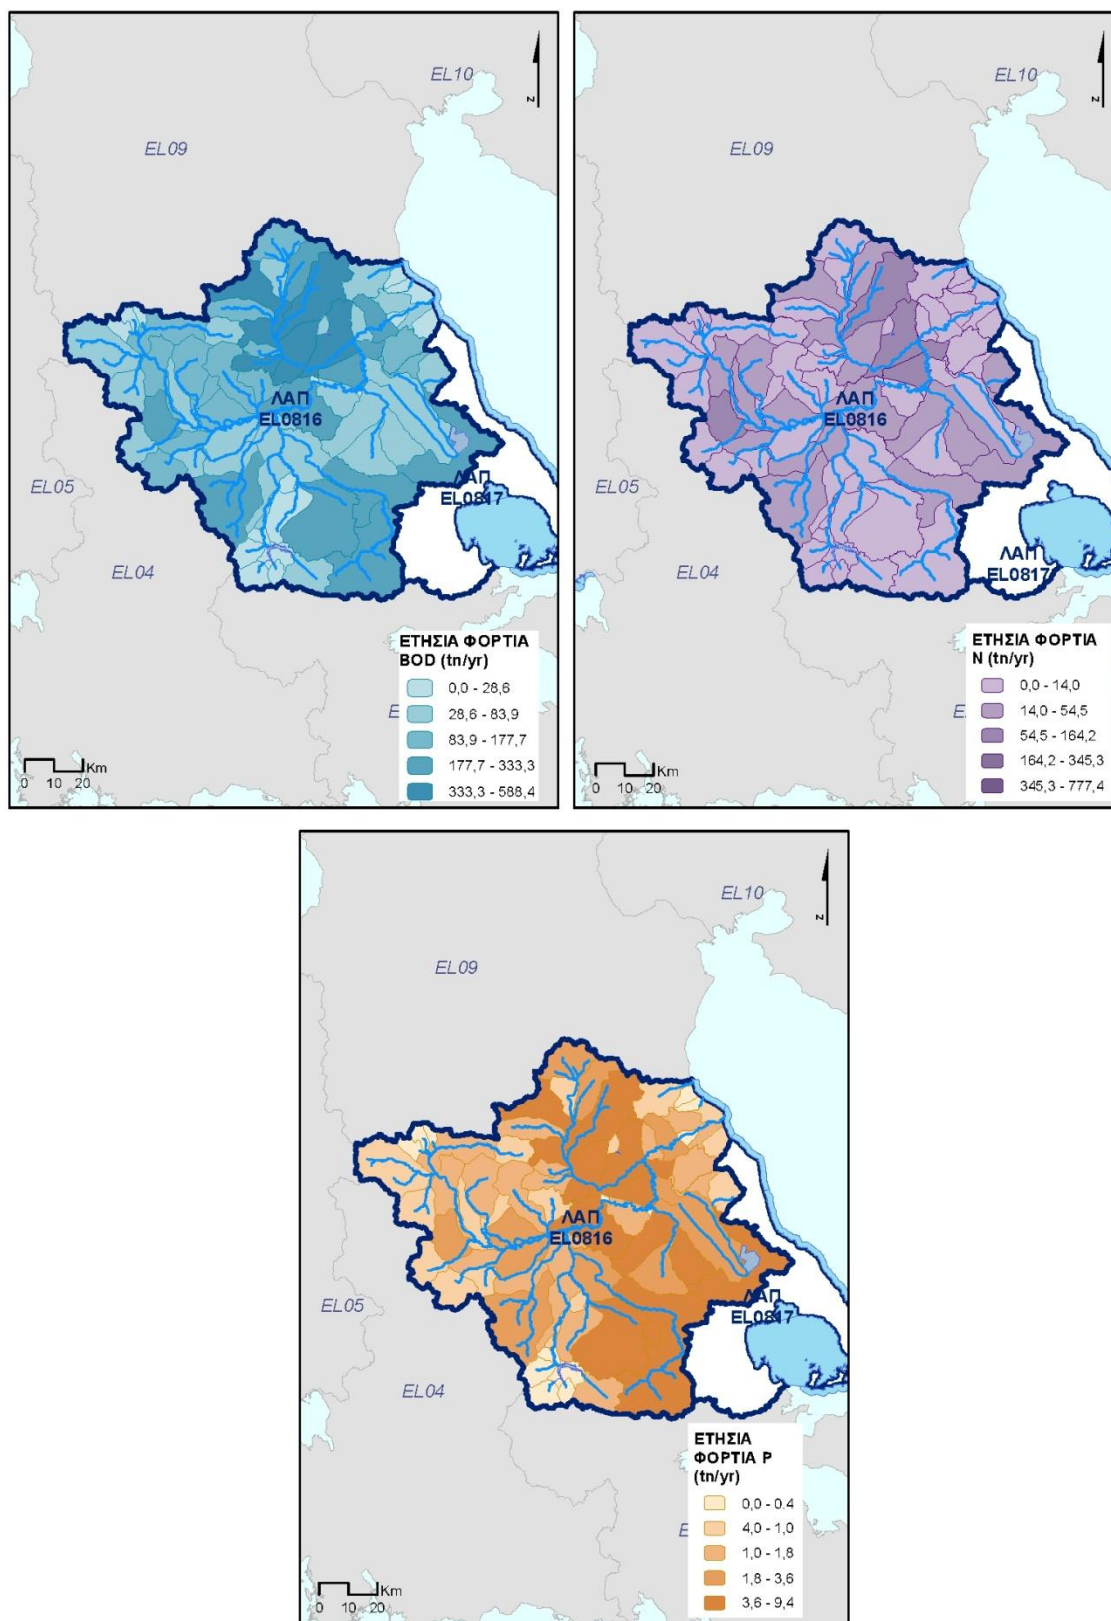 EL10
EL09
ΛΑΠ
EL0816
EL05
ΛΑΠ
EL0817
EL04
ΕΤΗΣΙΑ ΦΟΡΤΙΑ
BOD (tn/yr)
0,0 - 28,6
28,6 - 83,9
83,9 - 177,7
177,7 - 333,3
333,3 - 588,4
Km
0 10 20
z
EL10
EL09
ΛΑΠ
EL0816
EL05
EL04
ΛΑΠ
EL0817
ΕΤΗΣΙΑ ΦΟΡΤΙΑ
N (tn/yr)
0,0 - 14,0
14,0 - 54,5
54,5 - 164,2
164,2 - 345,3
345,3 - 777,4
Km
0 10 20
z
EL10
EL09
ΛΑΠ
EL0816
EL05
ΛΑΠ
EL0817
EL04
ΕΤΗΣΙΑ
ΦΟΡΤΙΑ P
(tn/yr)
0,0 - 0.4
4,0 - 1,0
1,0 - 1,8
1,8 - 3,6
3,6 - 9,4
Km
0 10 20
z